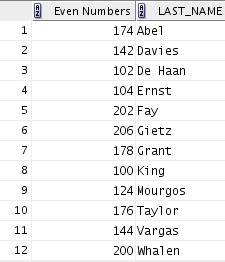 Even Numbers LAST_NAME
1 174 Abel
2 142 Davies
3 102 De Haan
4 104 Ernst
5 202 Fay
6 206 Gietz
7 178 Grant
8 100 King
9 124 Mourgos
10 176 Taylor
11 144 Vargas
12 200 Whalen